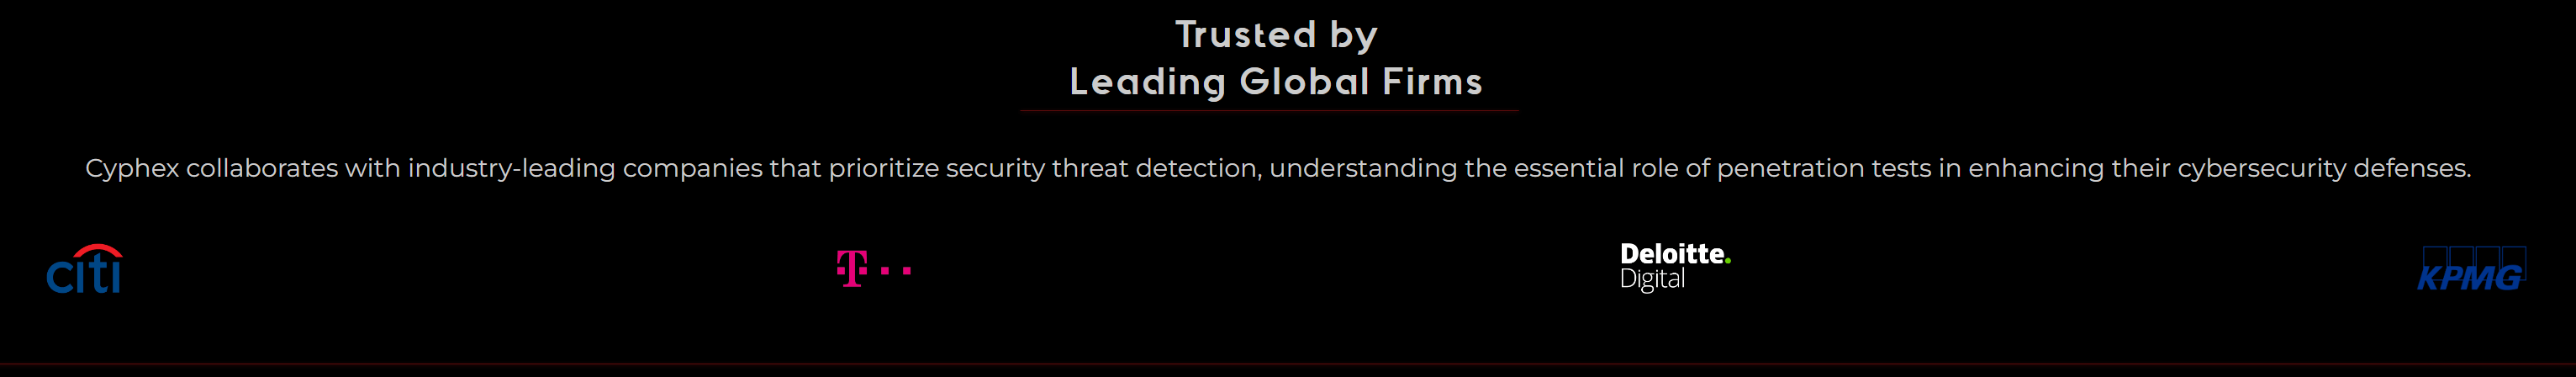 Trusted by
Leading Global Firms
Cyphex collaborates with industry-leading companies that prioritize security threat detection, understanding the essential role of penetration tests in enhancing their cybersecurity defenses.
citi
T
Deloitte.
Digital
KPMG